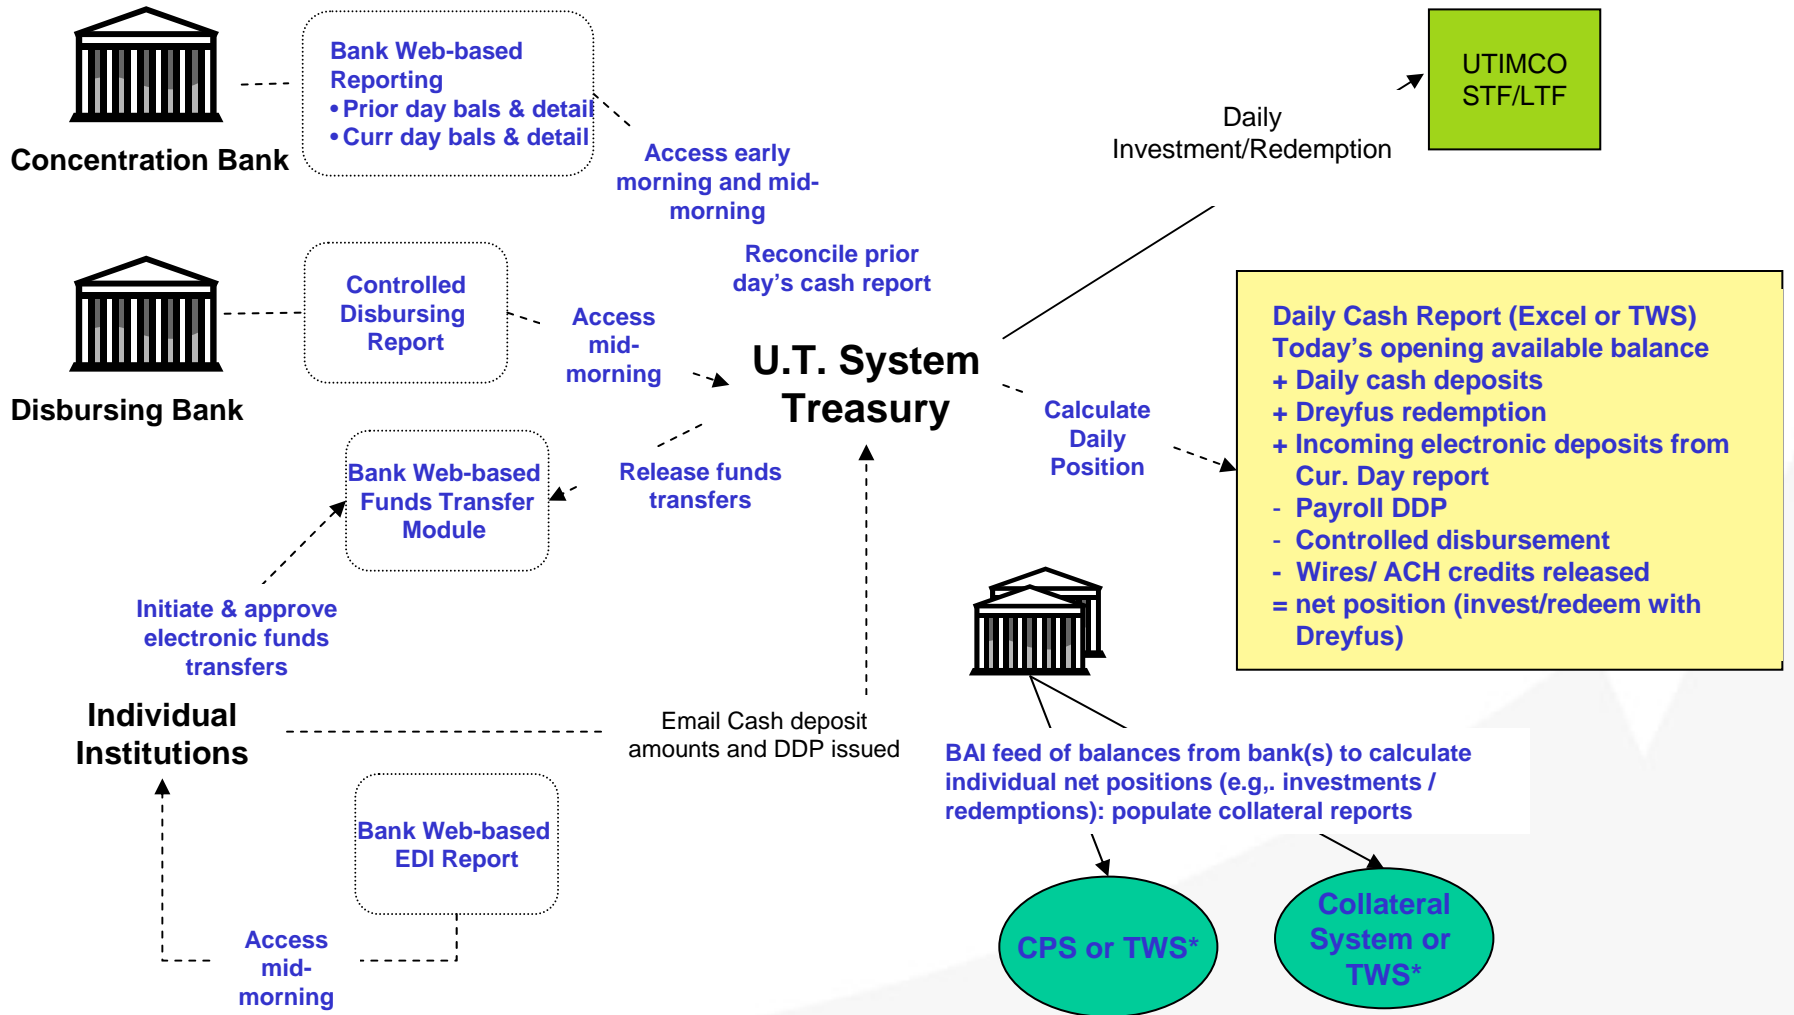 Bank Web-based
Reporting
• Prior day bals & detail
• Curr day bals & detail
Concentration Bank
Access early
morning and mid-
morning
Daily
Investment/Redemption
UTIMCO
STF/LTF
Reconcile prior
day’s cash report
Controlled
Disbursing
Report
Disbursing Bank
Access
mid-
morning
U.T. System
Treasury
Calculate
Daily
Position
Daily Cash Report (Excel or TWS)
Today’s opening available balance
+ Daily cash deposits
+ Dreyfus redemption
+ Incoming electronic deposits from
Cur. Day report
- Payroll DDP
- Controlled disbursement
- Wires/ ACH credits released
= net position (invest/redeem with
Dreyfus)
Bank Web-based
Funds Transfer
Module
Release funds
transfers
Initiate & approve
electronic funds
transfers
Individual
Institutions
Email Cash deposit
amounts and DDP issued
Bank Web-based
EDI Report
Access
mid-
morning
BAI feed of balances from bank(s) to calculate
individual net positions (e.g,. investments /
redemptions): populate collateral reports
CPS or TWS*
Collateral
System or
TWS*